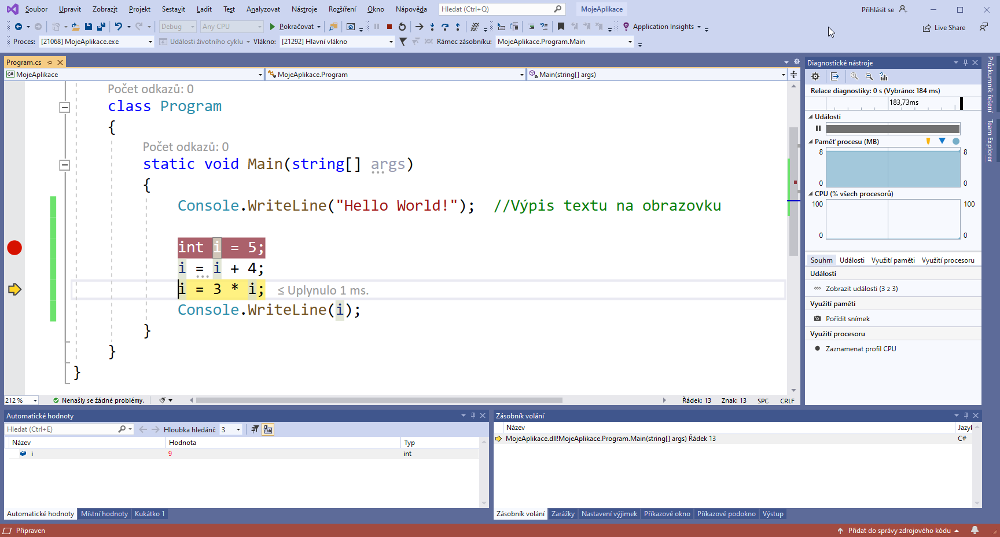 Soubor Upravit Zobrazit Projekt Sestavit Ladit Test Analyzovat Nástroje Rozšíření Okno Nápověda Hledat (Ctrl+Q) MojeAplikace Přihlásit se
Debug Any CPU Pokračovat Application Insights Live Share
Proces: [21068] MojeAplikace.exe Události životního cyklu Vlákno: [21292] Hlavní vlákno Rámec zásobníku: MojeAplikace.Program.Main
Program.cs
C# MojeAplikace MojeAplikace.Program Main(string[] args)
Počet odkazů: 0
class Program
{
Počet odkazů: 0
static void Main(string[] args)
{
Console.WriteLine("Hello World!"); //Výpis textu na obrazovku
int i = 5;
i = i + 4;
i = 3 * i; ≤ Uplynulo 1 ms.
Console.WriteLine(i);
}
}
}
212 % Nenašly se žádné problémy. Řádek: 13 Znak: 13 SPC CRLF
Diagnostické nástroje
Relace diagnostiky: 0 s (Vybráno: 184 ms)
183,73ms
Události
Paměť procesu (MB)
8 8
0 0
CPU (% všech procesorů)
100 100
0 0
Souhrn Události Využití paměti Využití procesoru
Události
Zobrazit události (3 z 3)
Využití paměti
Pořídit snímek
Využití procesoru
Zaznamenat profil CPU
Průzkumník řešení
Team Explorer
Automatické hodnoty
Hledat (Ctrl+E) Hloubka hledání: 3
Název Hodnota Typ
i 9 int
Automatické hodnoty Místní hodnoty Kukátko 1
Zásobník volání
Název Jazyk
MojeAplikace.dll!MojeAplikace.Program.Main(string[] args) Řádek 13 C#
Zásobník volání Zarážky Nastavení výjimek Příkazové okno Příkazové podokno Výstup
Připraven Přidat do správy zdrojového kódu